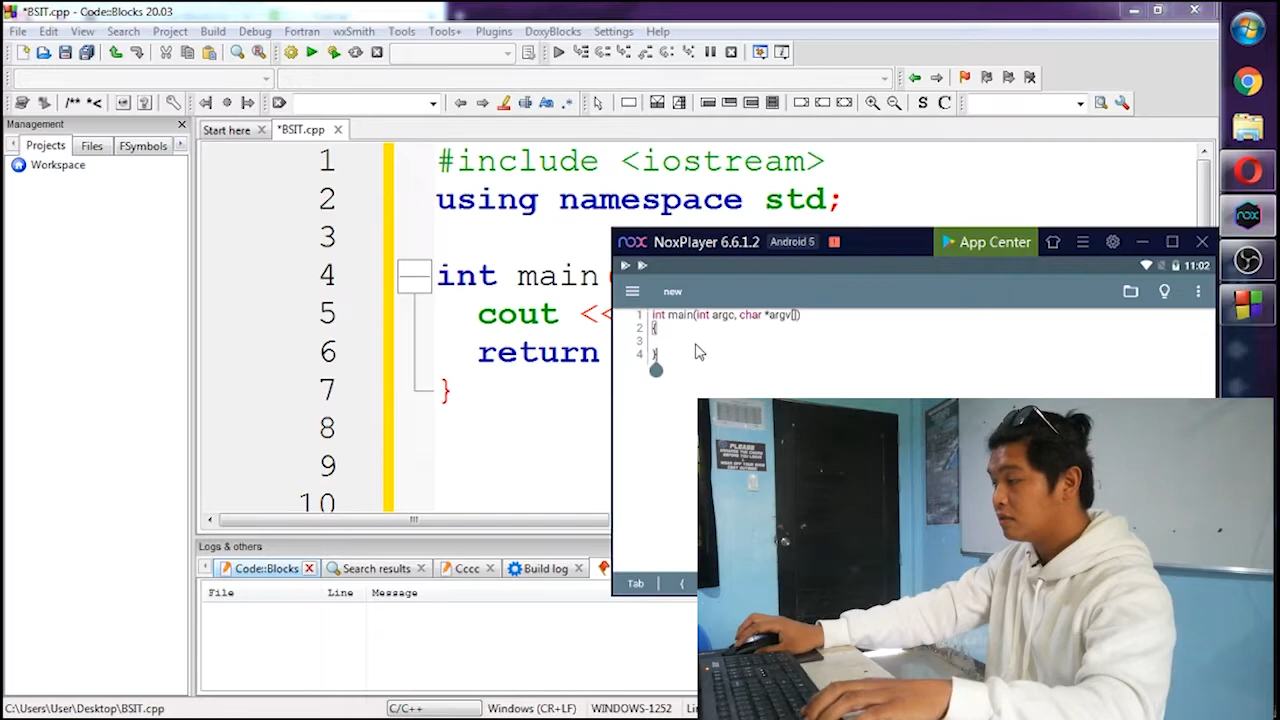 *BSIT.cpp - Code::Blocks 20.03
File Edit View Search Project Build Debug Fortran wxSmith Tools Tools+ Plugins DoxyBlocks Settings Help
/** *<
S C
Management
Projects Files FSymbols
Workspace
Start here *BSIT.cpp
1 #include <iostream>
2 using namespace std;
3
4 int main
5 cout <<
6 return
7 }
8
9
10
nox NoxPlayer 6.6.1.2 Android 5 App Center
11:02
new
1 int main(int argc, char *argv[])
2 {
3
4 }
Tab {
Logs & others
Code::Blocks Search results Cccc Build log
File Line Message
C:\Users\User\Desktop\BSIT.cpp C/C++ Windows (CR+LF) WINDOWS-1252
nox
PLEASE